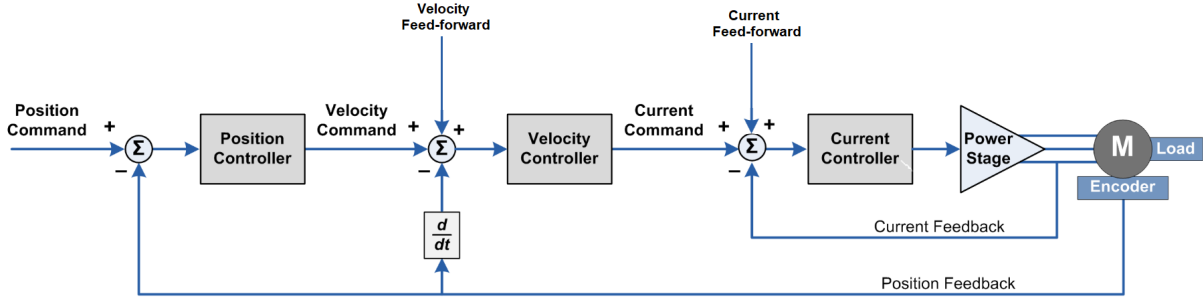 Velocity
Feed-forward
Current
Feed-forward
Position
Command
+
Σ
−
Position
Controller
Velocity
Command
+
+
Σ
−
Velocity
Controller
Current
Command
+
+
Σ
−
Current
Controller
Power
Stage
M
Load
Encoder
d
dt
Current Feedback
Position Feedback